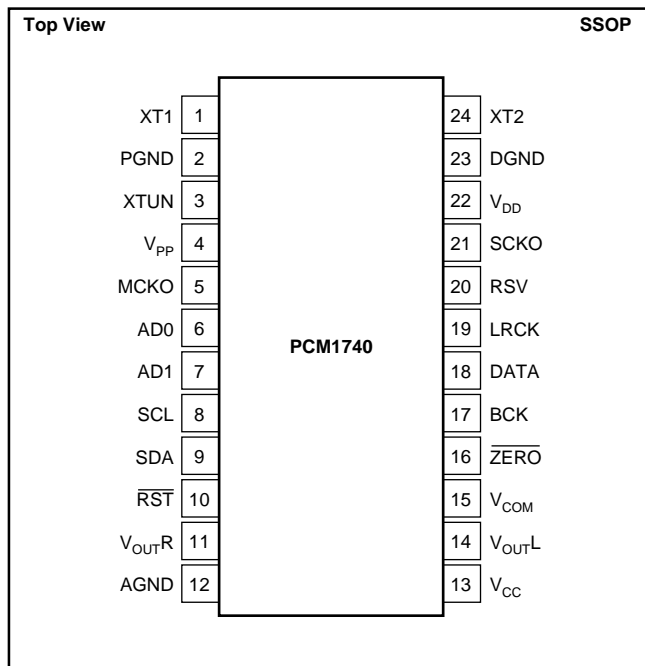 Top View SSOP
XT1 1 24 XT2
PGND 2 23 DGND
XTUN 3 22 VDD
VPP 4 21 SCKO
MCKO 5 20 RSV
AD0 6 19 LRCK
PCM1740
AD1 7 18 DATA
SCL 8 17 BCK
SDA 9 16 ZERO
RST 10 15 VCOM
VOUTR 11 14 VOUTL
AGND 12 13 VCC